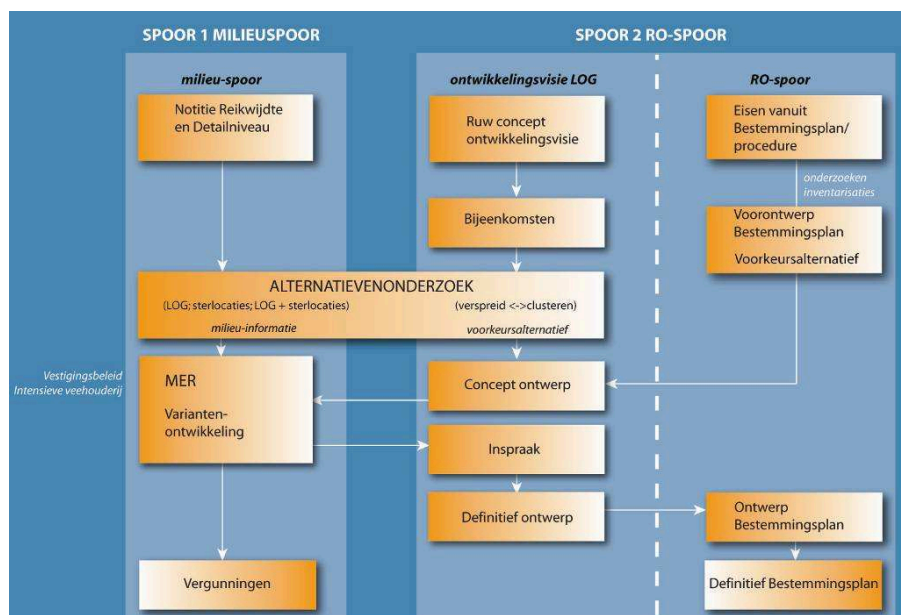 SPOOR 1 MILIEUSPOOR
SPOOR 2 RO-SPOOR
milieu-spoor
ontwikkelingsvisie LOG
RO-spoor
Notitie Reikwijdte
en Detailniveau
Ruw concept
ontwikkelingsvisie
Eisen vanuit
Bestemmingsplan/
procedure
onderzoeken
inventarisaties
Bijeenkomsten
Voorontwerp
Bestemmingsplan
Voorkeursalternatief
ALTERNATIEVENONDERZOEK
(LOG; sterlocaties; LOG + sterlocaties)
(verspreid <->clusteren)
milieu-informatie
voorkeursalternatief
Vestigingsbeleid
Intensieve veehouderij
MER
Varianten-
ontwikkeling
Concept ontwerp
Inspraak
Definitief ontwerp
Ontwerp
Bestemmingsplan
Vergunningen
Definitief Bestemmingsplan